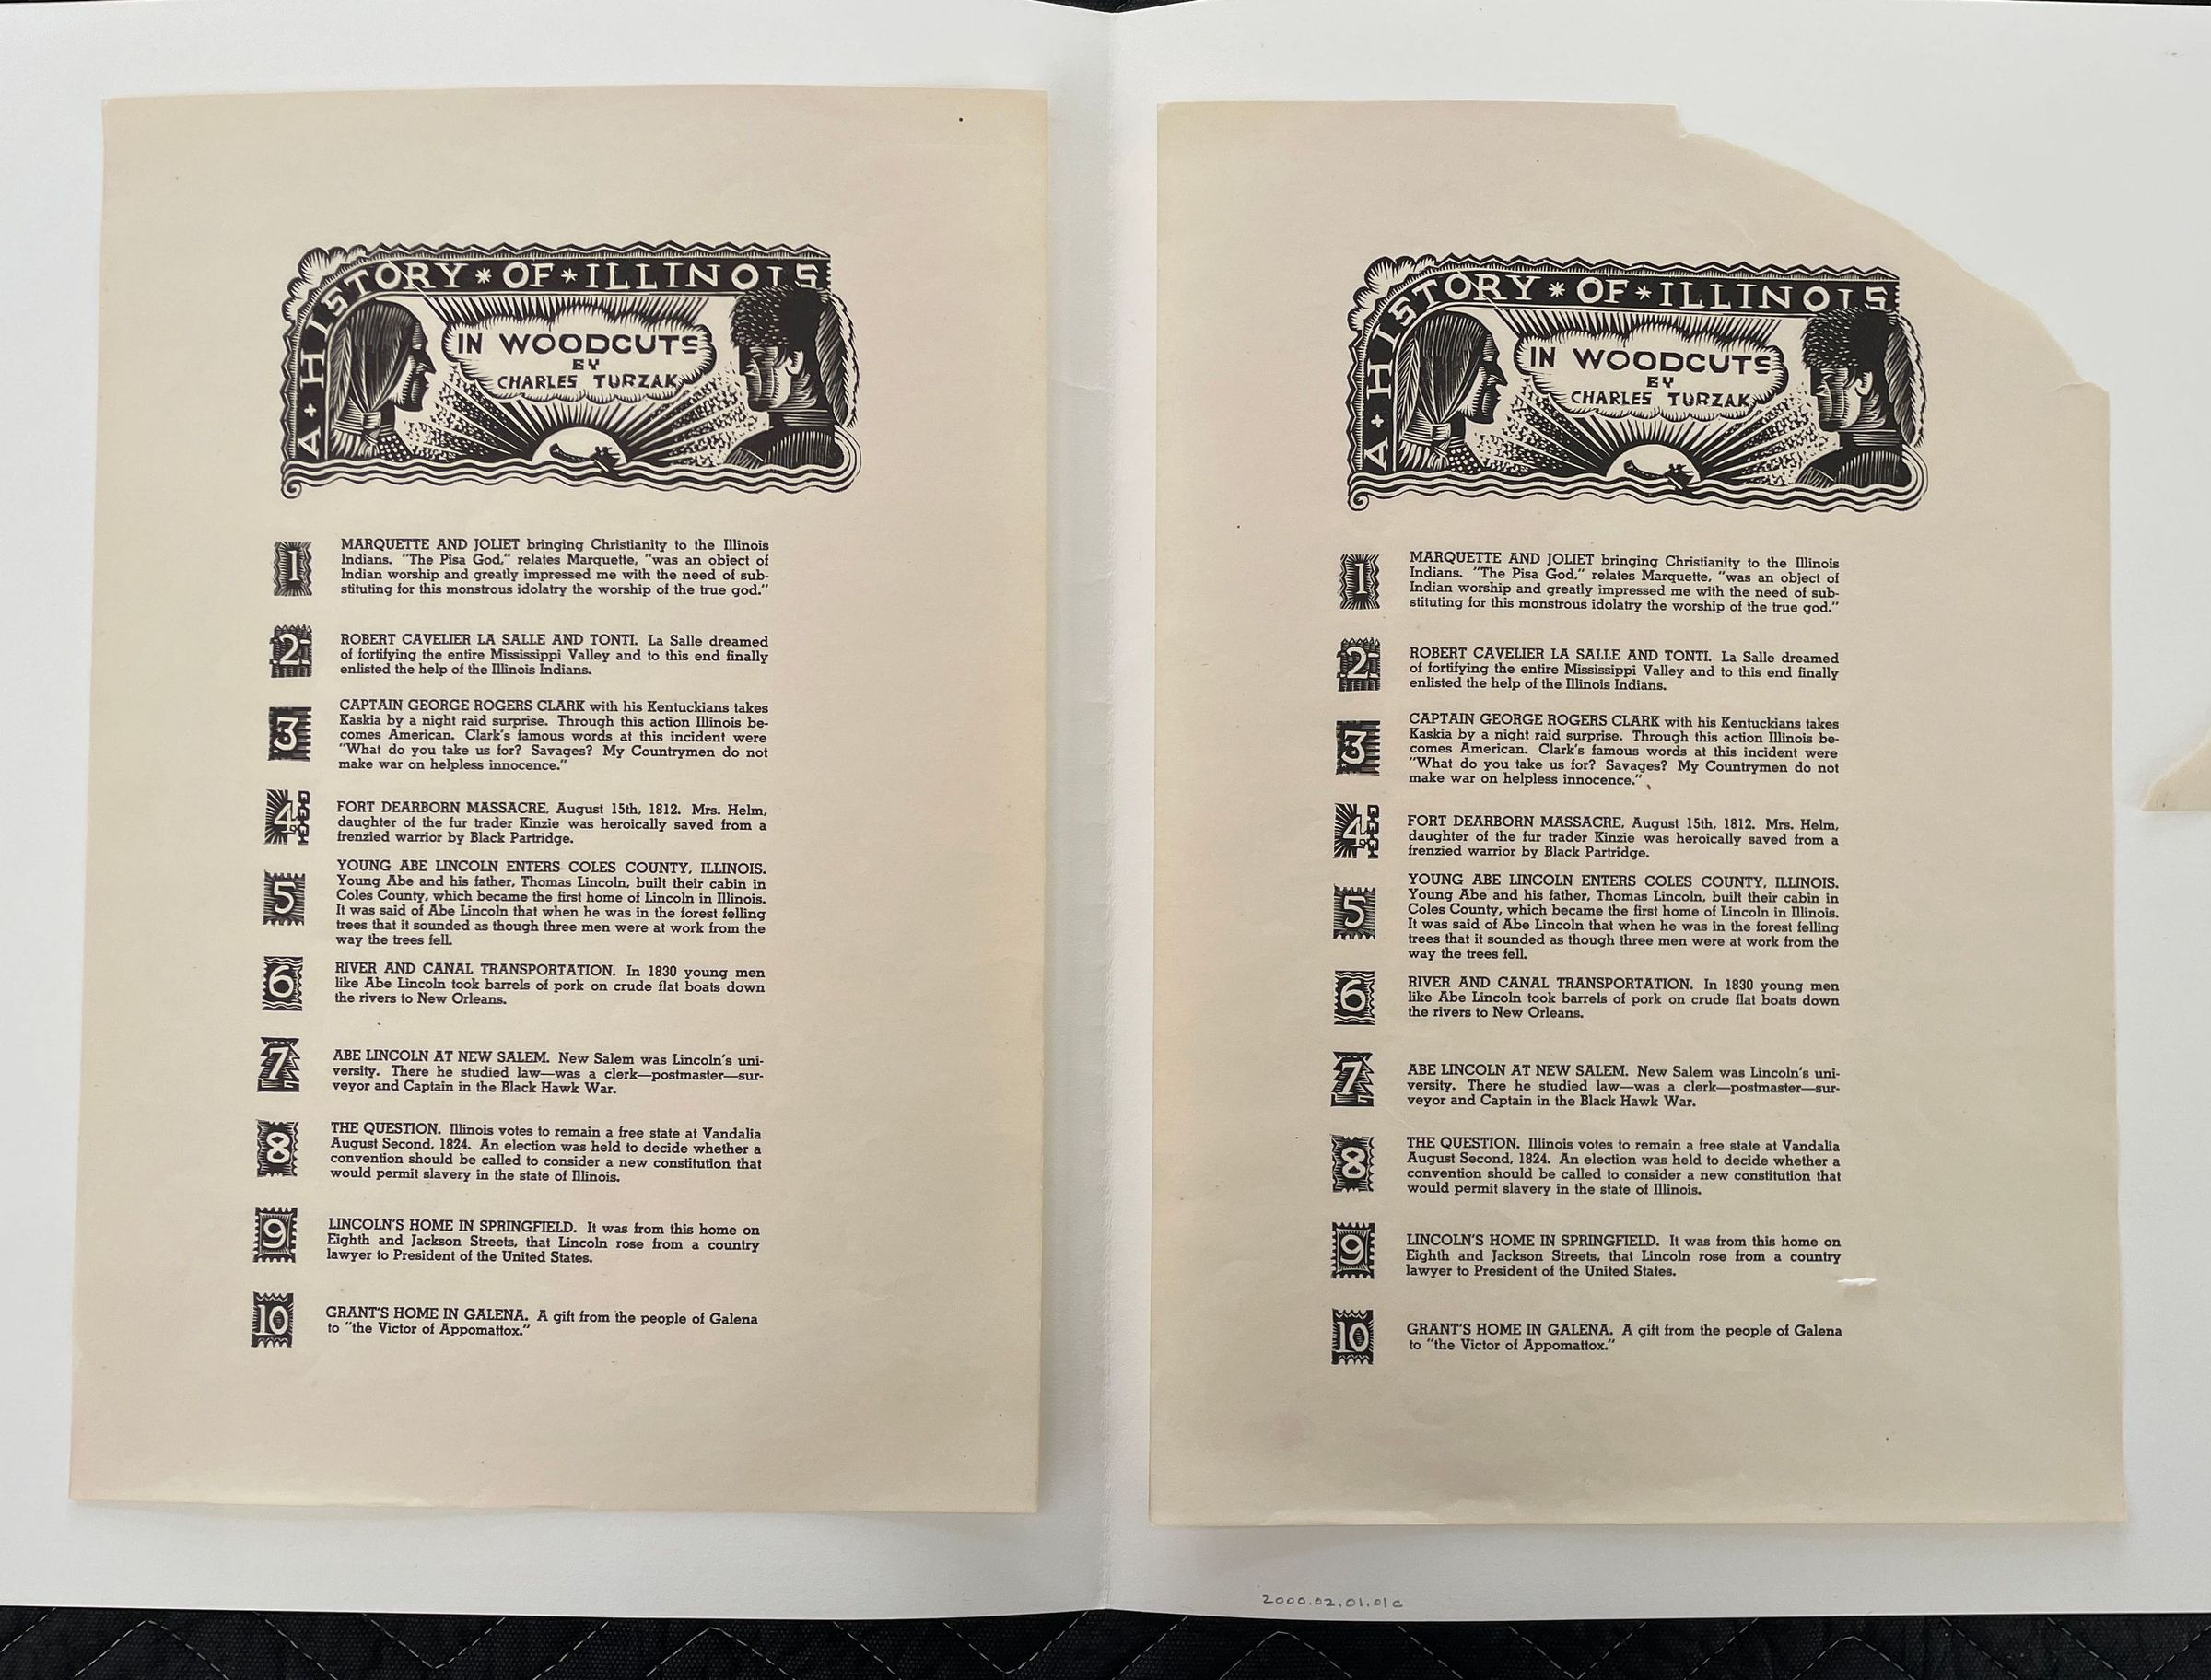 A * HISTORY * OF * ILLINOIS
IN WOODCUTS
BY
CHARLES TURZAK
1
MARQUETTE AND JOLIET bringing Christianity to the Illinois
Indians. "The Pisa God," relates Marquette, "was an object of
Indian worship and greatly impressed me with the need of sub-
stituting for this monstrous idolatry the worship of the true god."
2
ROBERT CAVELIER LA SALLE AND TONTI. La Salle dreamed
of fortifying the entire Mississippi Valley and to this end finally
enlisted the help of the Illinois Indians.
3
CAPTAIN GEORGE ROGERS CLARK with his Kentuckians takes
Kaskia by a night raid surprise. Through this action Illinois be-
comes American. Clark's famous words at this incident were
"What do you take us for? Savages? My Countrymen do not
make war on helpless innocence."
4
FORT DEARBORN MASSACRE, August 15th, 1812. Mrs. Helm,
daughter of the fur trader Kinzie was heroically saved from a
frenzied warrior by Black Partridge.
5
YOUNG ABE LINCOLN ENTERS COLES COUNTY, ILLINOIS.
Young Abe and his father, Thomas Lincoln, built their cabin in
Coles County, which became the first home of Lincoln in Illinois.
It was said of Abe Lincoln that when he was in the forest felling
trees that it sounded as though three men were at work from the
way the trees fell.
6
RIVER AND CANAL TRANSPORTATION. In 1830 young men
like Abe Lincoln took barrels of pork on crude flat boats down
the rivers to New Orleans.
7
ABE LINCOLN AT NEW SALEM. New Salem was Lincoln's uni-
versity. There he studied law—was a clerk—postmaster—sur-
veyor and Captain in the Black Hawk War.
8
THE QUESTION. Illinois votes to remain a free state at Vandalia
August Second, 1824. An election was held to decide whether a
convention should be called to consider a new constitution that
would permit slavery in the state of Illinois.
9
LINCOLN'S HOME IN SPRINGFIELD. It was from this home on
Eighth and Jackson Streets, that Lincoln rose from a country
lawyer to President of the United States.
10
GRANT'S HOME IN GALENA. A gift from the people of Galena
to "the Victor of Appomattox."
A * HISTORY * OF * ILLINOIS
IN WOODCUTS
BY
CHARLES TURZAK
1
MARQUETTE AND JOLIET bringing Christianity to the Illinois
Indians. "The Pisa God," relates Marquette, "was an object of
Indian worship and greatly impressed me with the need of sub-
stituting for this monstrous idolatry the worship of the true god."
2
ROBERT CAVELIER LA SALLE AND TONTI. La Salle dreamed
of fortifying the entire Mississippi Valley and to this end finally
enlisted the help of the Illinois Indians.
3
CAPTAIN GEORGE ROGERS CLARK with his Kentuckians takes
Kaskia by a night raid surprise. Through this action Illinois be-
comes American. Clark's famous words at this incident were
"What do you take us for? Savages? My Countrymen do not
make war on helpless innocence."
4
FORT DEARBORN MASSACRE, August 15th, 1812. Mrs. Helm,
daughter of the fur trader Kinzie was heroically saved from a
frenzied warrior by Black Partridge.
5
YOUNG ABE LINCOLN ENTERS COLES COUNTY, ILLINOIS.
Young Abe and his father, Thomas Lincoln, built their cabin in
Coles County, which became the first home of Lincoln in Illinois.
It was said of Abe Lincoln that when he was in the forest felling
trees that it sounded as though three men were at work from the
way the trees fell.
6
RIVER AND CANAL TRANSPORTATION. In 1830 young men
like Abe Lincoln took barrels of pork on crude flat boats down
the rivers to New Orleans.
7
ABE LINCOLN AT NEW SALEM. New Salem was Lincoln's uni-
versity. There he studied law—was a clerk—postmaster—sur-
veyor and Captain in the Black Hawk War.
8
THE QUESTION. Illinois votes to remain a free state at Vandalia
August Second, 1824. An election was held to decide whether a
convention should be called to consider a new constitution that
would permit slavery in the state of Illinois.
9
LINCOLN'S HOME IN SPRINGFIELD. It was from this home on
Eighth and Jackson Streets, that Lincoln rose from a country
lawyer to President of the United States.
10
GRANT'S HOME IN GALENA. A gift from the people of Galena
to "the Victor of Appomattox."
2000.02.01.01c